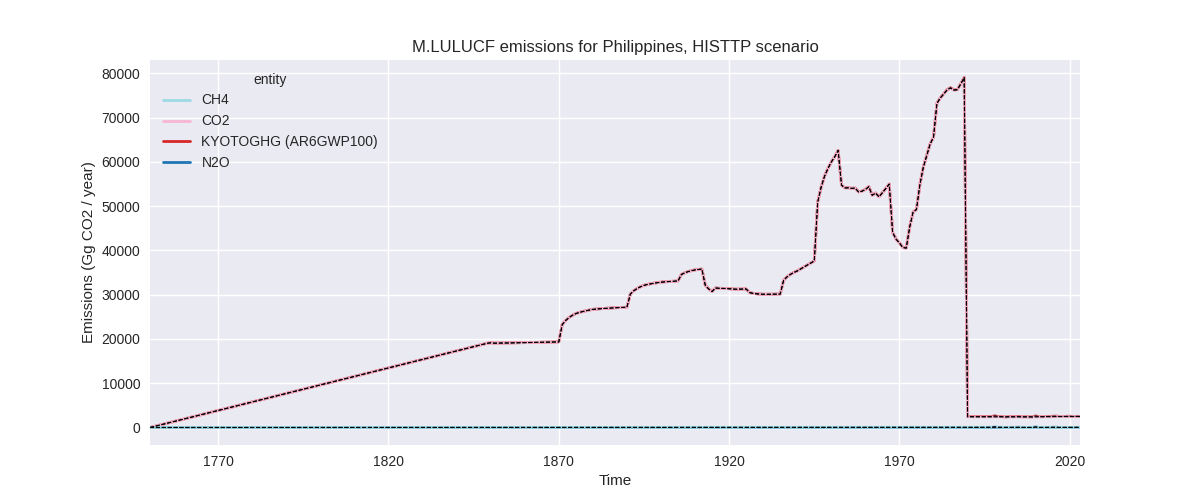 M.LULUCF emissions for Philippines, HISTTP scenario
80000
70000
60000
50000
40000
30000
20000
10000
0
Emissions (Gg CO2 / year)
entity
CH4
CO2
KYOTOGHG (AR6GWP100)
N2O
1770 1820 1870 1920 1970 2020
Time